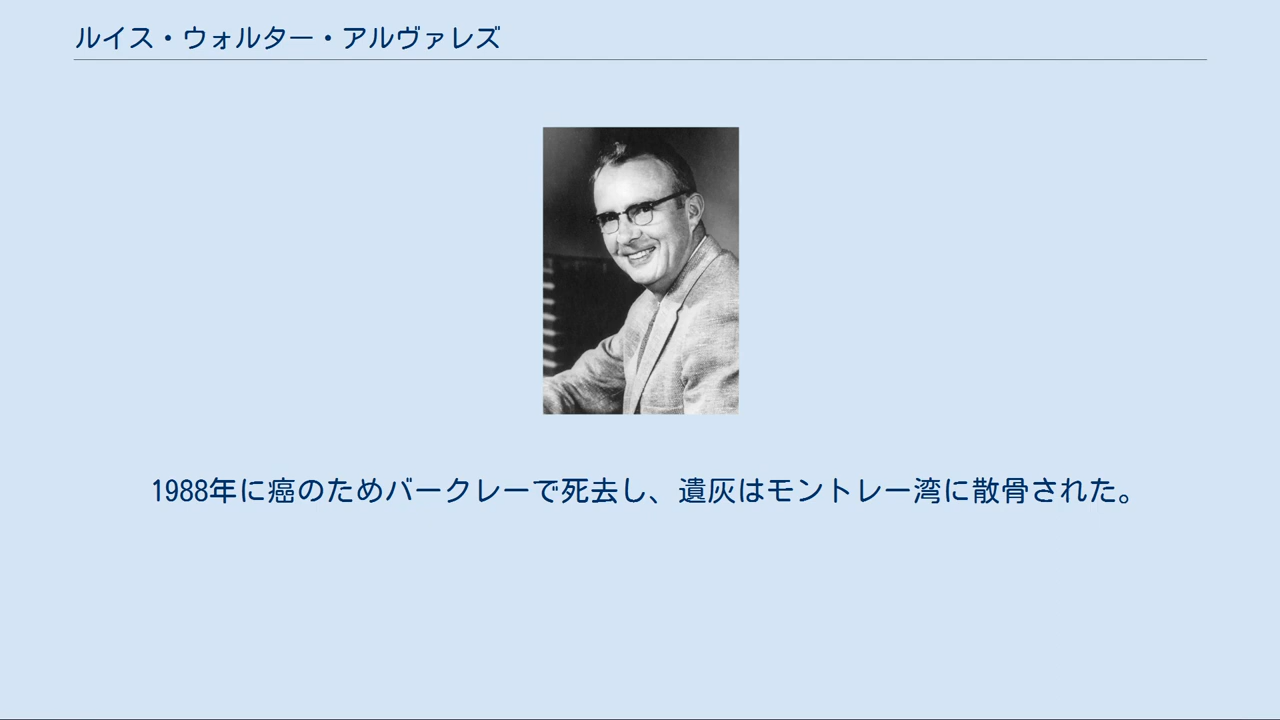 ルイス・ウォルター・アルヴァレズ
1988年に癌のためバークレーで死去し、遺灰はモントレー湾に散骨された。